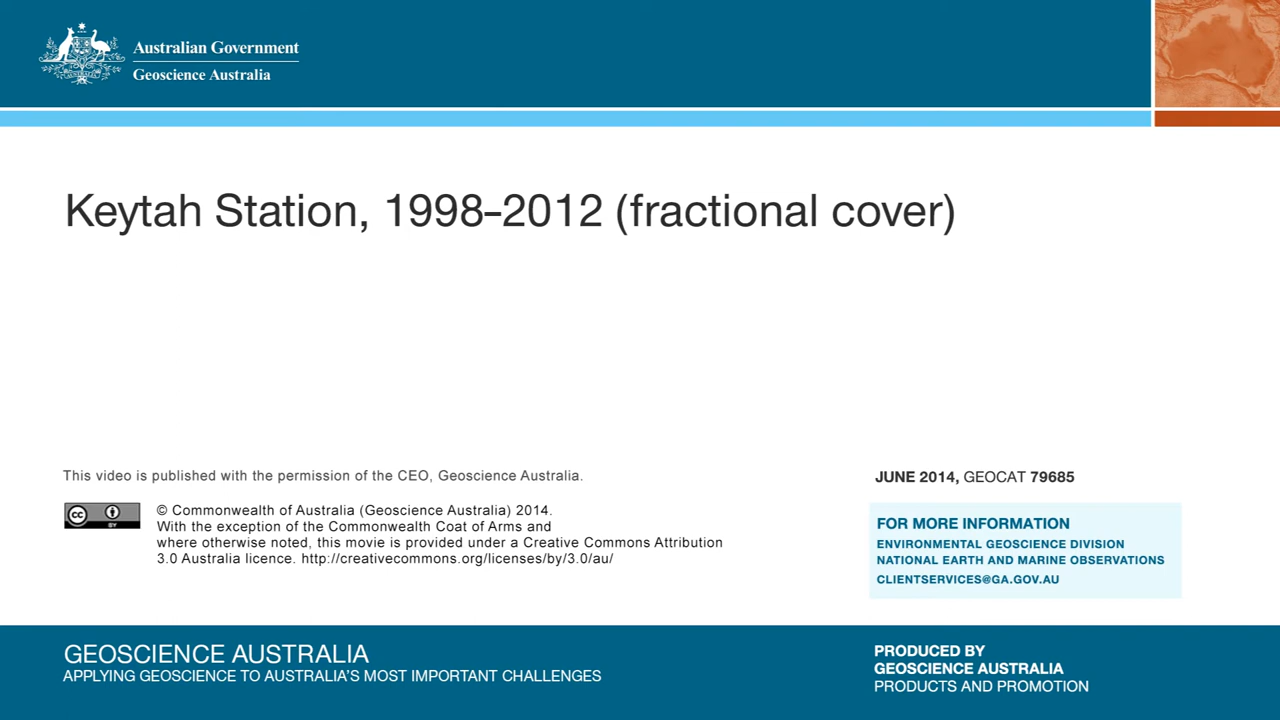 Australian Government
Geoscience Australia
Keytah Station, 1998–2012 (fractional cover)
This video is published with the permission of the CEO, Geoscience Australia.
© Commonwealth of Australia (Geoscience Australia) 2014.
With the exception of the Commonwealth Coat of Arms and
where otherwise noted, this movie is provided under a Creative Commons Attribution
3.0 Australia licence. http://creativecommons.org/licenses/by/3.0/au/
cc
BY
JUNE 2014, GEOCAT 79685
FOR MORE INFORMATION
ENVIRONMENTAL GEOSCIENCE DIVISION
NATIONAL EARTH AND MARINE OBSERVATIONS
CLIENTSERVICES@GA.GOV.AU
GEOSCIENCE AUSTRALIA
APPLYING GEOSCIENCE TO AUSTRALIA'S MOST IMPORTANT CHALLENGES
PRODUCED BY
GEOSCIENCE AUSTRALIA
PRODUCTS AND PROMOTION